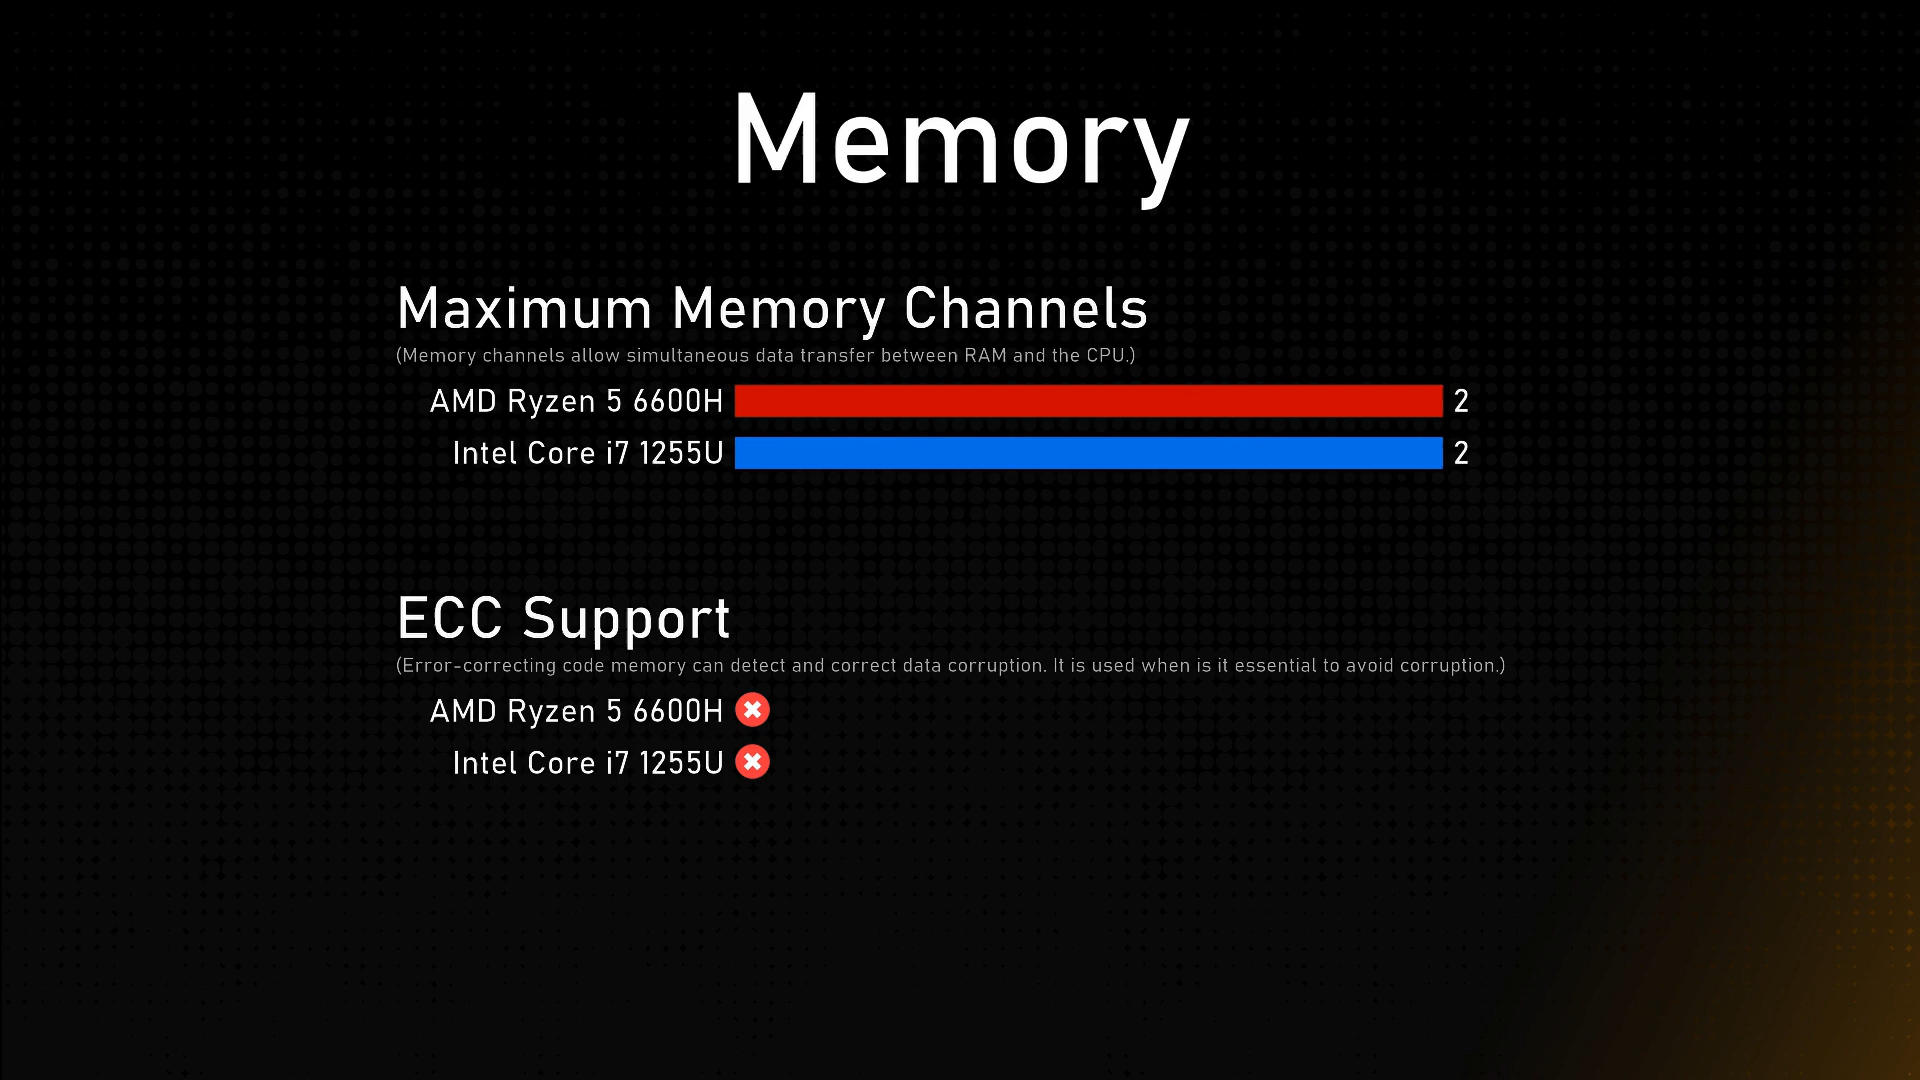 Memory
Maximum Memory Channels
(Memory channels allow simultaneous data transfer between RAM and the CPU.)
AMD Ryzen 5 6600H 2
Intel Core i7 1255U 2
ECC Support
(Error-correcting code memory can detect and correct data corruption. It is used when is it essential to avoid corruption.)
AMD Ryzen 5 6600H
Intel Core i7 1255U